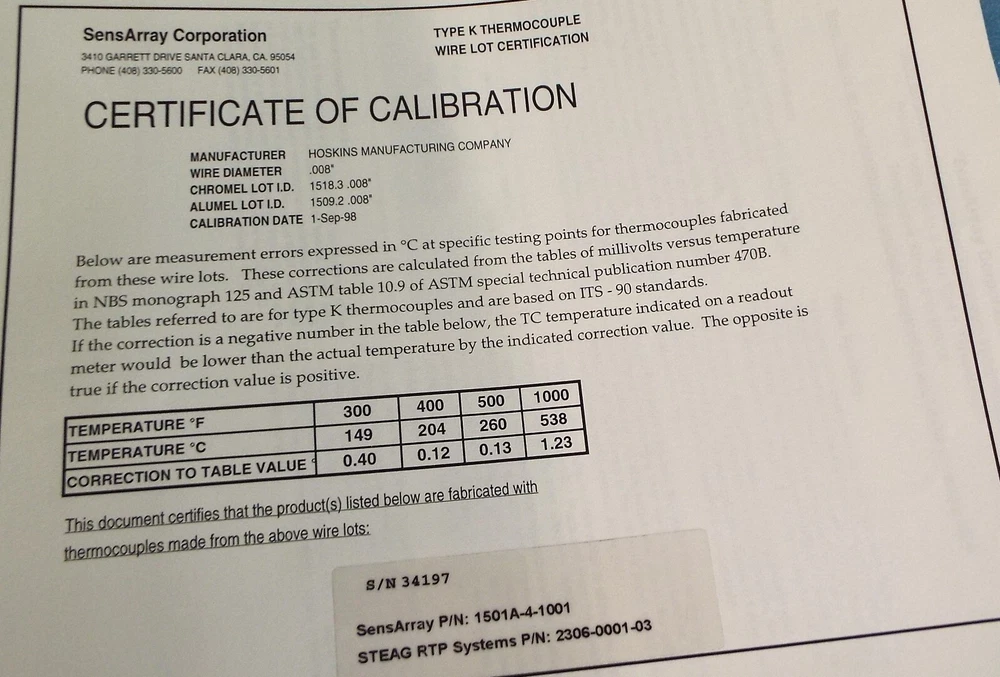 SensArray Corporation
3410 GARRETT DRIVE SANTA CLARA, CA. 95054
PHONE (408) 330-5600 FAX (408) 330-5601
TYPE K THERMOCOUPLE
WIRE LOT CERTIFICATION
CERTIFICATE OF CALIBRATION
MANUFACTURER HOSKINS MANUFACTURING COMPANY
WIRE DIAMETER .008"
CHROMEL LOT I.D. 1518.3 .008"
ALUMEL LOT I.D. 1509.2 .008"
CALIBRATION DATE 1-Sep-98
Below are measurement errors expressed in °C at specific testing points for thermocouples fabricated
from these wire lots. These corrections are calculated from the tables of millivolts versus temperature
in NBS monograph 125 and ASTM table 10.9 of ASTM special technical publication number 470B.
The tables referred to are for type K thermocouples and are based on ITS - 90 standards.
If the correction is a negative number in the table below, the TC temperature indicated on a readout
meter would be lower than the actual temperature by the indicated correction value. The opposite is
true if the correction value is positive.
TEMPERATURE °F 300 400 500 1000
TEMPERATURE °C 149 204 260 538
CORRECTION TO TABLE VALUE ° 0.40 0.12 0.13 1.23
This document certifies that the product(s) listed below are fabricated with
thermocouples made from the above wire lots:
S/N 34197
SensArray P/N: 1501A-4-1001
STEAG RTP Systems P/N: 2306-0001-03